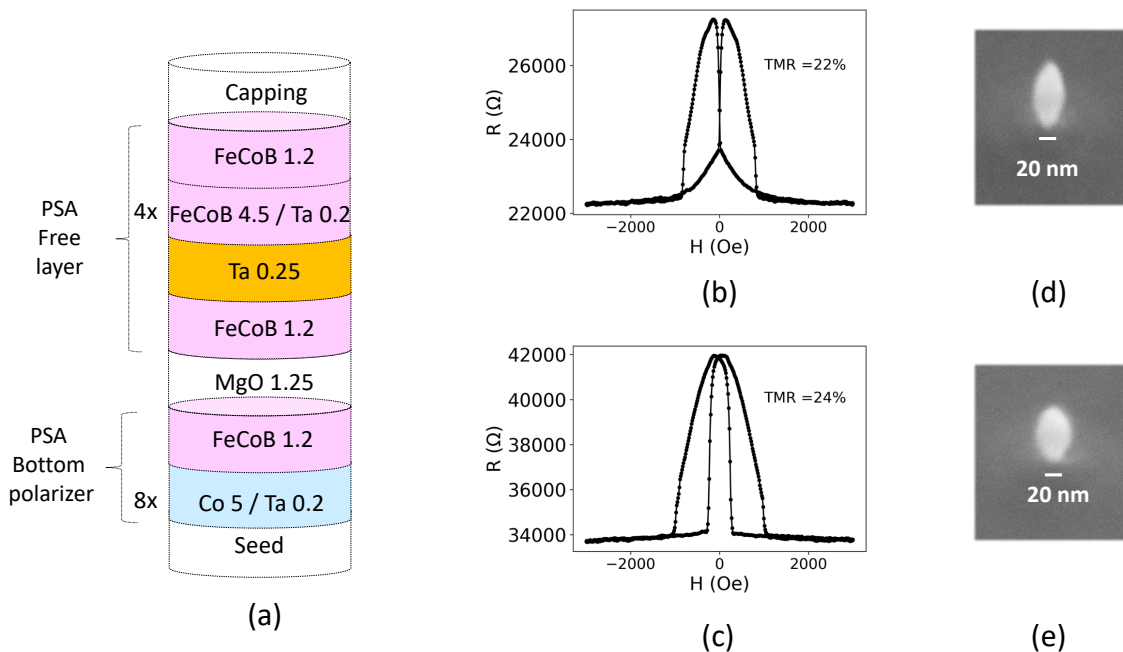 Capping
FeCoB 1.2
PSA
Free
layer
4x
FeCoB 4.5 / Ta 0.2
Ta 0.25
FeCoB 1.2
MgO 1.25
PSA
Bottom
polarizer
8x
FeCoB 1.2
Co 5 / Ta 0.2
Seed
(a)
R (Ω)
26000
24000
22000
TMR =22%
−2000
0
2000
H (Oe)
(b)
20 nm
(d)
R (Ω)
42000
40000
38000
36000
34000
TMR =24%
−2000
0
2000
H (Oe)
(c)
20 nm
(e)